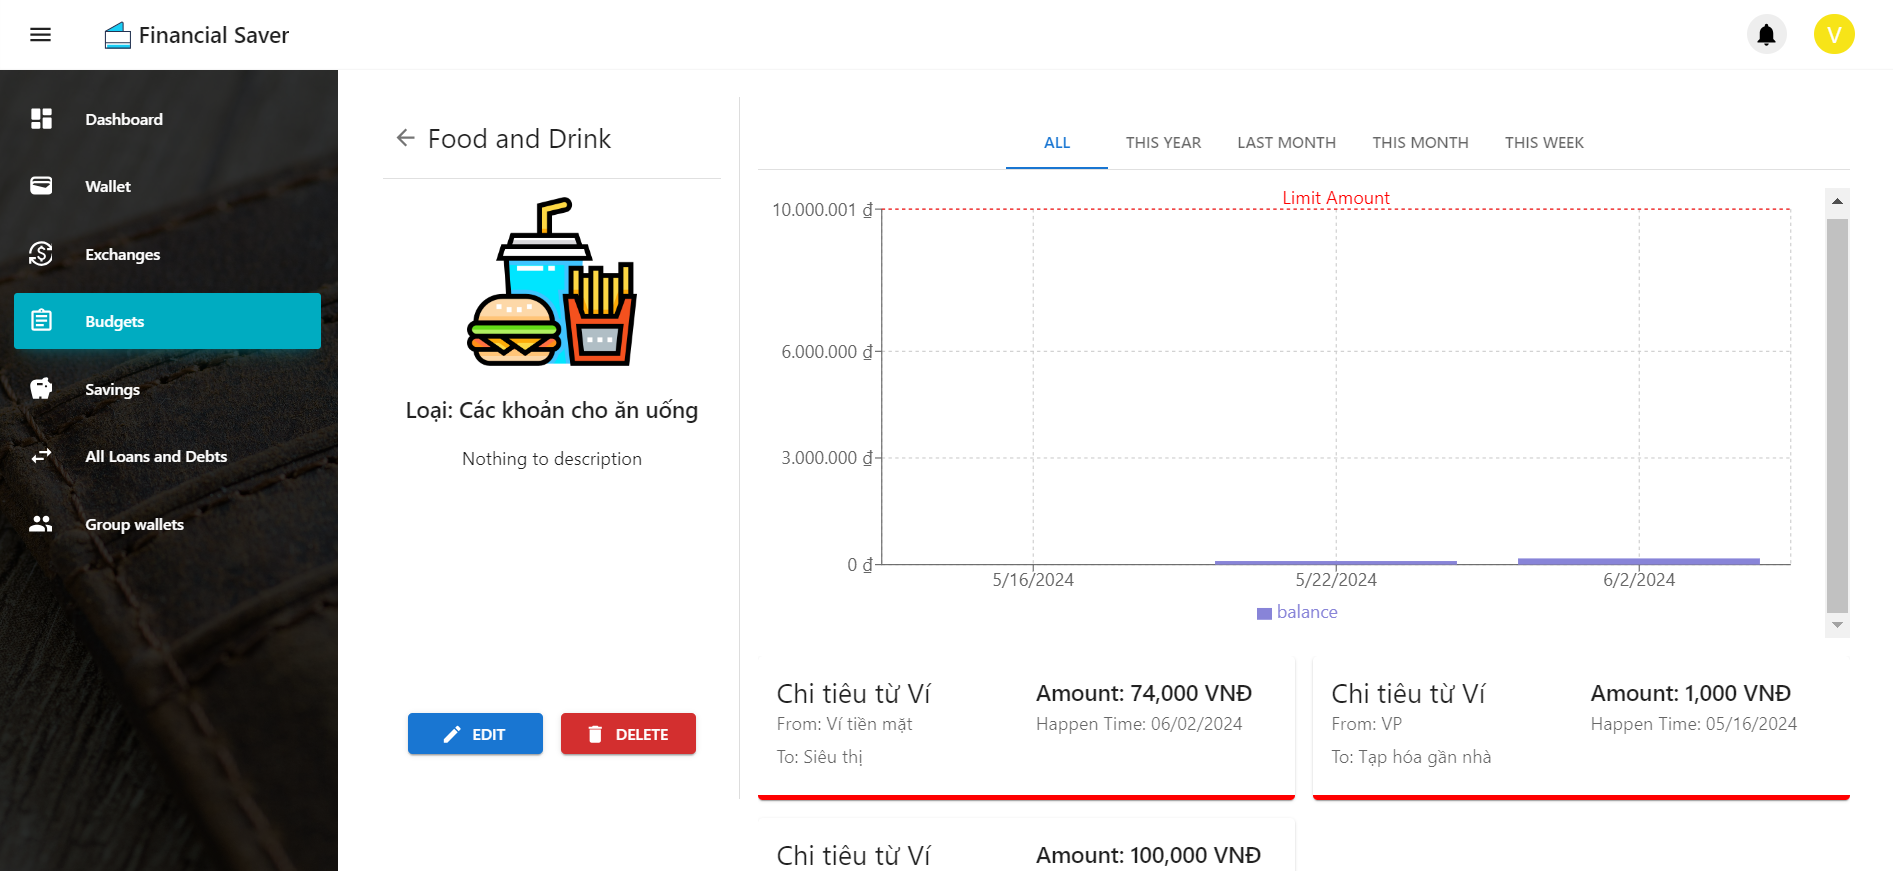 Financial Saver
V
Dashboard
Wallet
Exchanges
Budgets
Savings
All Loans and Debts
Group wallets
Food and Drink
Loại: Các khoản cho ăn uống
Nothing to description
EDIT
DELETE
ALL
THIS YEAR
LAST MONTH
THIS MONTH
THIS WEEK
Limit Amount
10.000.001 ₫
6.000.000 ₫
3.000.000 ₫
0 ₫
5/16/2024
5/22/2024
6/2/2024
balance
Chi tiêu từ Ví
Amount: 74,000 VNĐ
From: Ví tiền mặt
Happen Time: 06/02/2024
To: Siêu thị
Chi tiêu từ Ví
Amount: 1,000 VNĐ
From: VP
Happen Time: 05/16/2024
To: Tạp hóa gần nhà
Chi tiêu từ Ví
Amount: 100,000 VNĐ